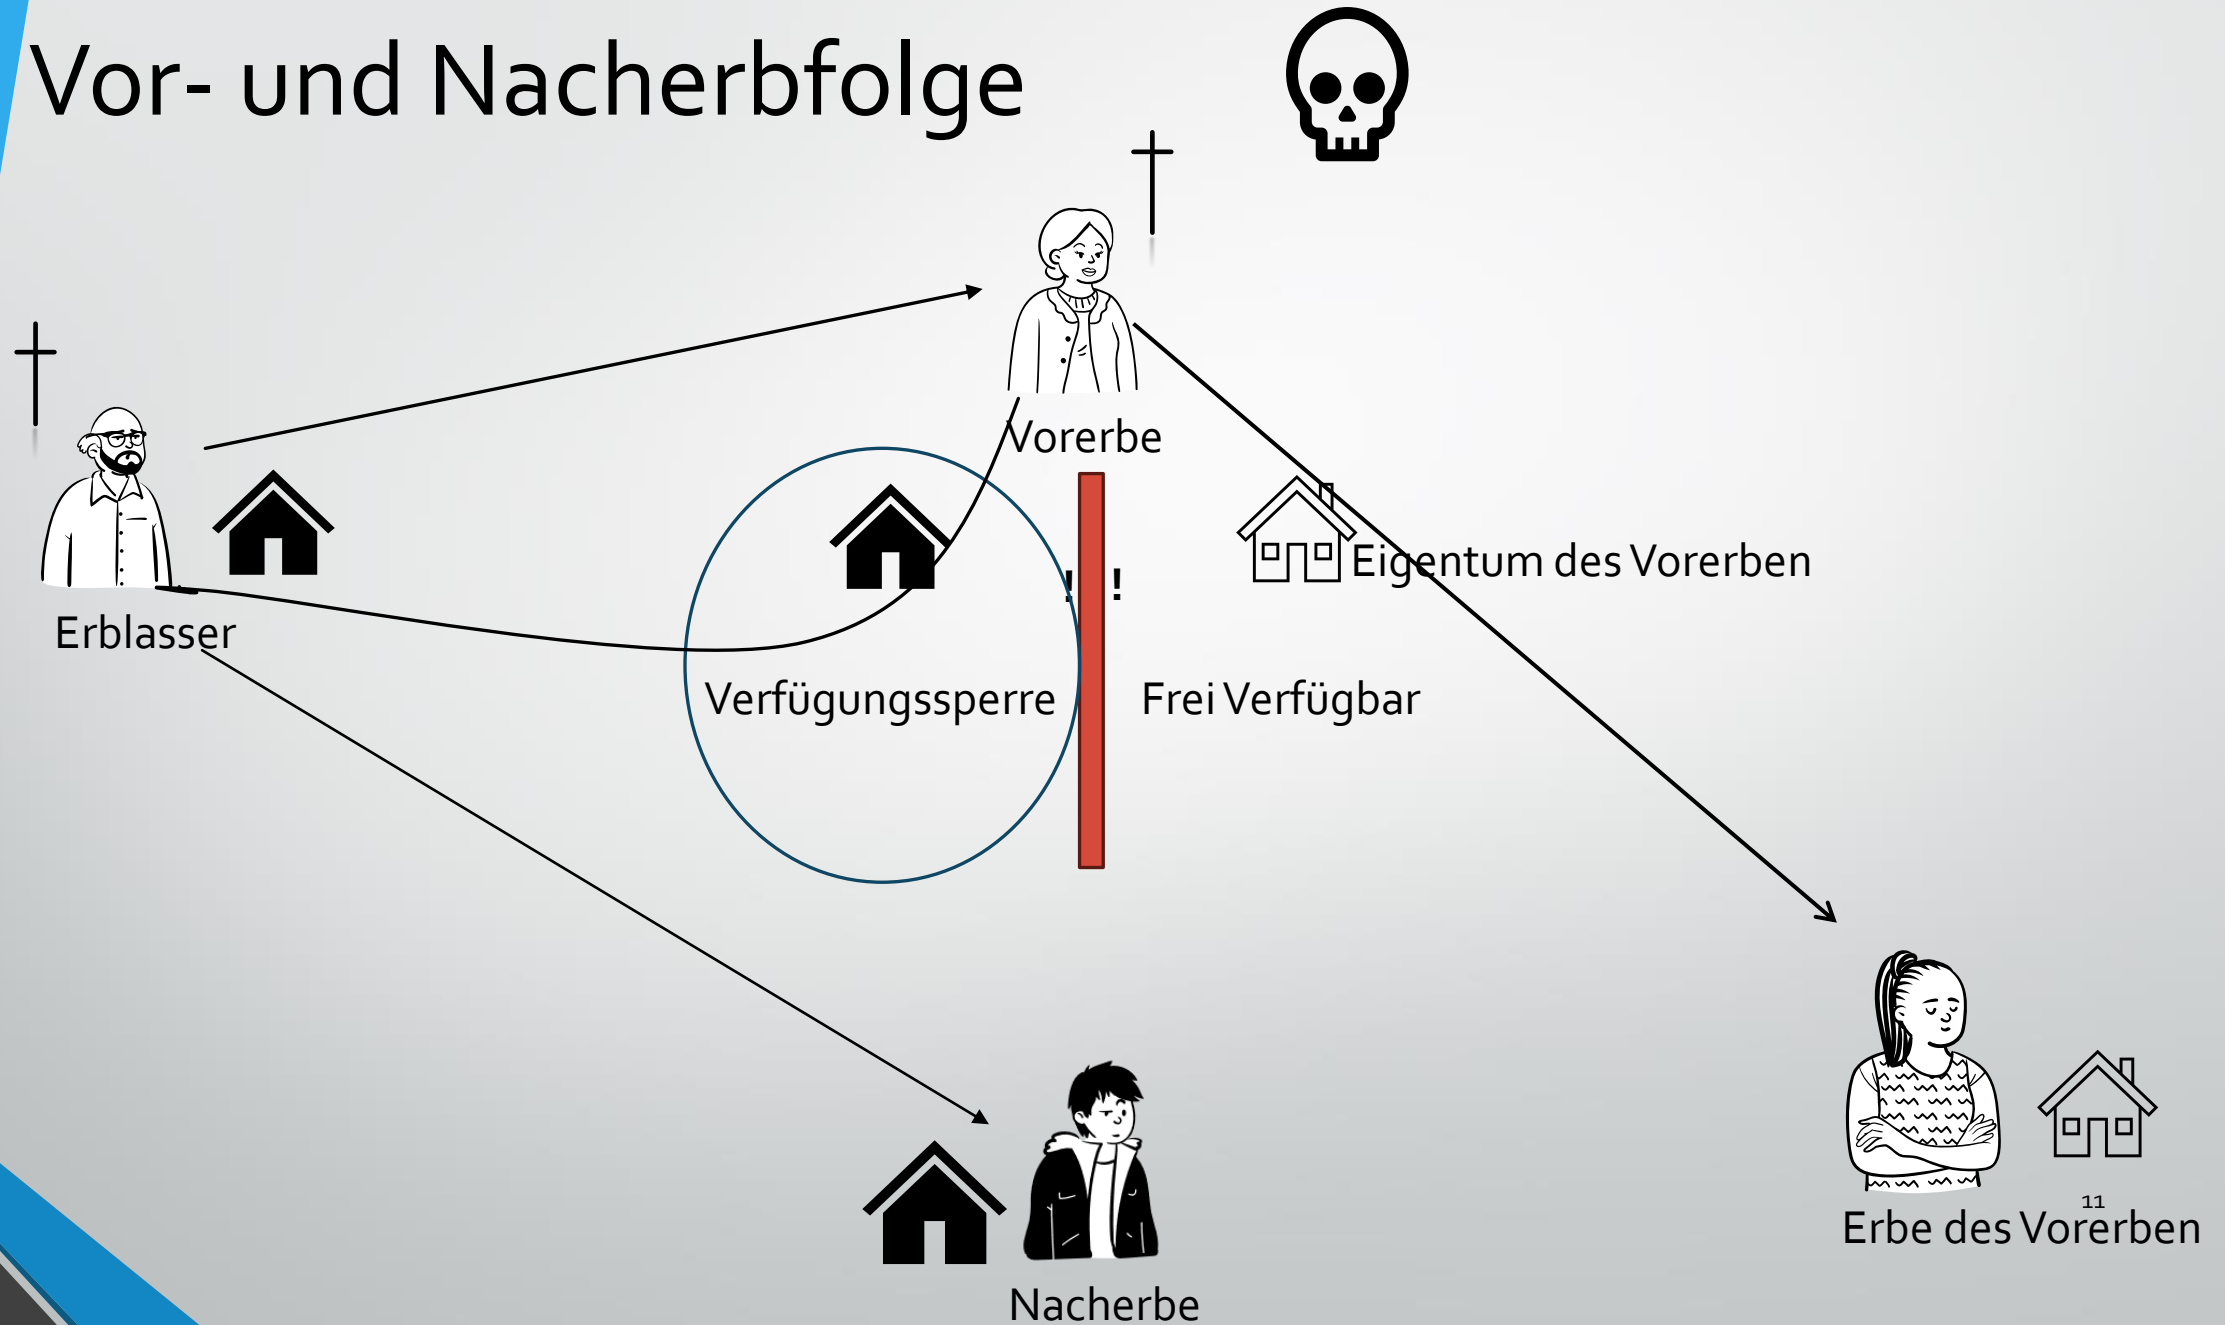 Vor- und Nacherbfolge
Vorerbe
Eigentum des Vorerben
! !
Erblasser
Verfügungssperre
Frei Verfügbar
11
Erbe des Vorerben
Nacherbe